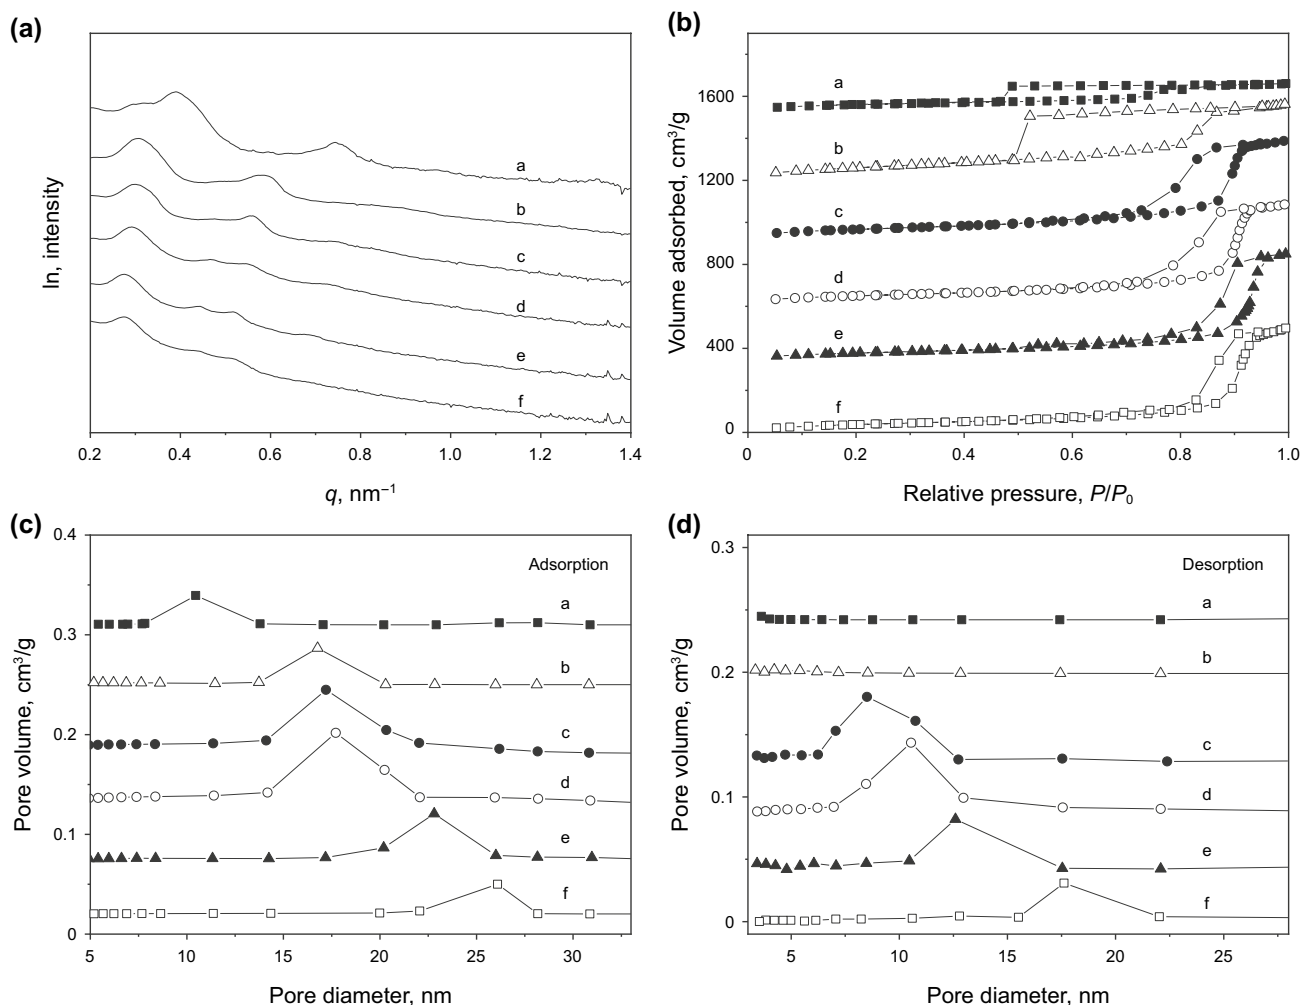 (a)
ln, intensity
a
b
c
d
e
f
0.2 0.4 0.6 0.8 1.0 1.2 1.4
q, nm⁻¹
(b)
Volume adsorbed, cm³/g
1600
1200
800
400
0
a
b
c
d
e
f
0 0.2 0.4 0.6 0.8 1.0
Relative pressure, P/P₀
(c)
Pore volume, cm³/g
0.4
0.3
0.2
0.1
0
Adsorption
a
b
c
d
e
f
5 10 15 20 25 30
Pore diameter, nm
(d)
Pore volume, cm³/g
0.3
0.2
0.1
0
Desorption
a
b
c
d
e
f
5 10 15 20 25
Pore diameter, nm